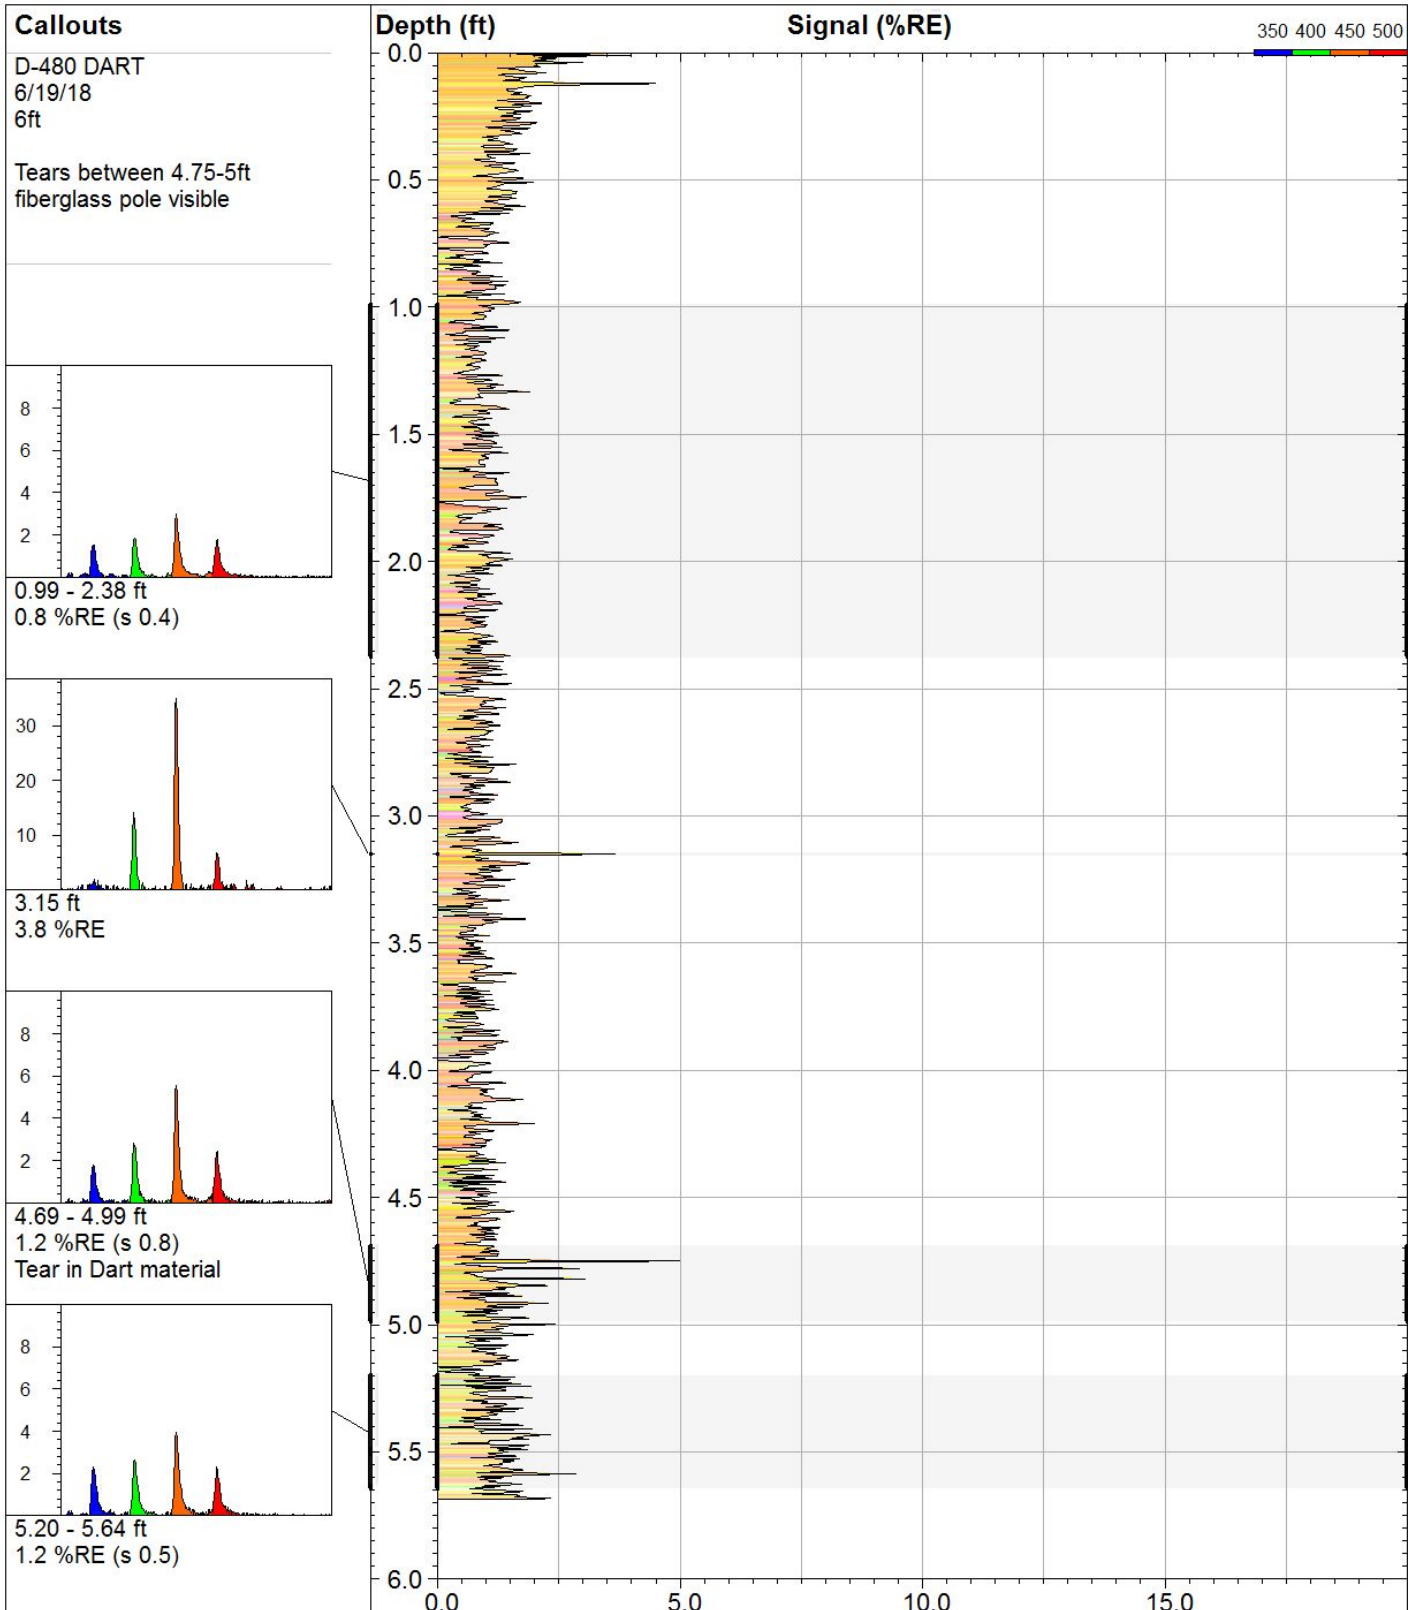 Callouts
Depth (ft)
Signal (%RE)
350 400 450 500
D-480 DART
6/19/18
6ft
Tears between 4.75-5ft
fiberglass pole visible
8
6
4
2
0.99 - 2.38 ft
0.8 %RE (s 0.4)
30
20
10
3.15 ft
3.8 %RE
8
6
4
2
4.69 - 4.99 ft
1.2 %RE (s 0.8)
Tear in Dart material
8
6
4
2
5.20 - 5.64 ft
1.2 %RE (s 0.5)
0.0
0.5
1.0
1.5
2.0
2.5
3.0
3.5
4.0
4.5
5.0
5.5
6.0
0.0 5.0 10.0 15.0